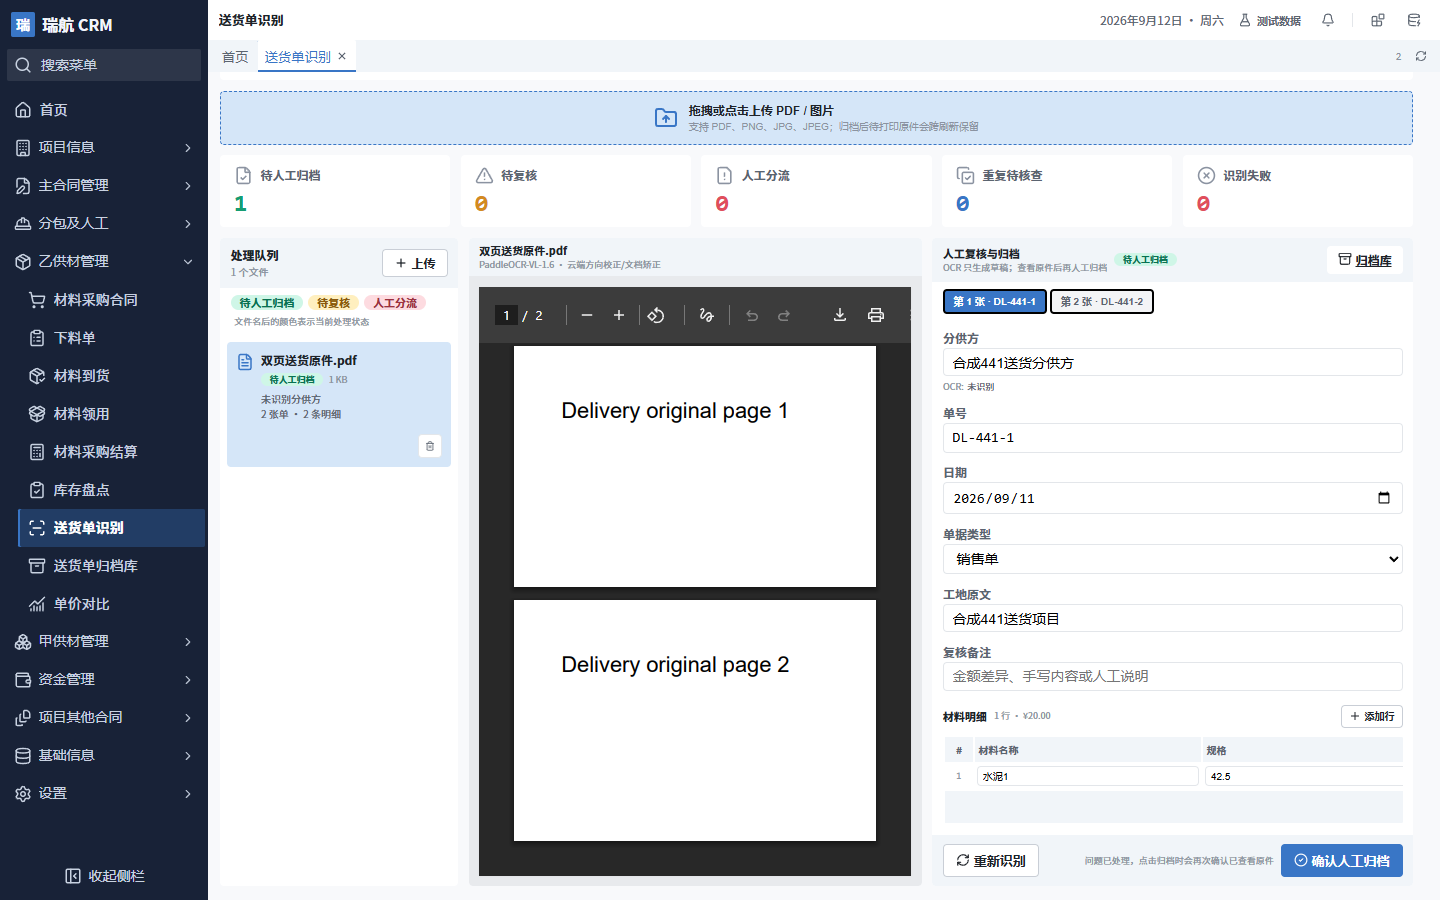 瑞 瑞航 CRM
搜索菜单
首页
项目信息
主合同管理
分包及人工
乙供材管理
材料采购合同
下料单
材料到货
材料领用
材料采购结算
库存盘点
送货单识别
送货单归档库
单价对比
甲供材管理
资金管理
项目其他合同
基础信息
设置
收起侧栏
送货单识别
2026年9月12日 • 周六
测试数据
首页
送货单识别
2
拖拽或点击上传 PDF / 图片
支持 PDF、PNG、JPG、JPEG；归档后待打印原件会跨刷新保留
待人工归档
1
待复核
0
人工分流
0
重复待核查
0
识别失败
0
处理队列
1 个文件
上传
待人工归档 待复核 人工分流
文件名后的颜色表示当前处理状态
双页送货原件.pdf
待人工归档 1 KB
未识别分供方
2 张单 • 2 条明细
双页送货原件.pdf
PaddleOCR-VL-1.6 • 云端方向校正/文档矫正
1 / 2
Delivery original page 1
Delivery original page 2
人工复核与归档
OCR 只生成草稿；查看原件后再人工归档
待人工归档
归档库
第 1 张 · DL-441-1
第 2 张 · DL-441-2
分供方
合成441送货分供方
OCR: 未识别
单号
DL-441-1
日期
2026/09/11
单据类型
销售单
工地原文
合成441送货项目
复核备注
金额差异、手写内容或人工说明
材料明细 1 行 • ¥20.00
添加行
# 材料名称 规格
1 水泥1 42.5
重新识别
问题已处理，点击归档时会再次确认已查看原件
确认人工归档